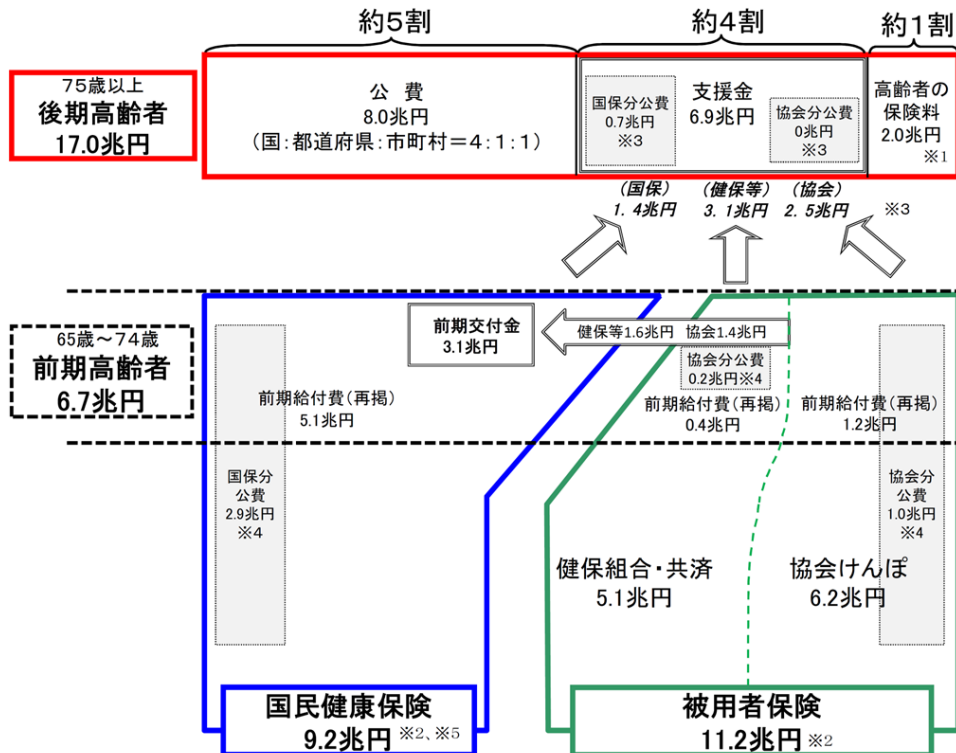 約5割
約4割
約1割
75歳以上
後期高齢者
17.0兆円
公 費
8.0兆円
(国:都道府県:市町村=4:1:1)
国保分公費
0.7兆円
※3
支援金
6.9兆円
協会分公費
0兆円
※3
高齢者の
保険料
2.0兆円
※1
(国保)
1.4兆円
(健保等)
3.1兆円
(協会)
2.5兆円
※3
65歳~74歳
前期高齢者
6.7兆円
前期交付金
3.1兆円
健保等1.6兆円 協会1.4兆円
協会分公費
0.2兆円※4
前期給付費(再掲)
5.1兆円
前期給付費(再掲)
0.4兆円
前期給付費(再掲)
1.2兆円
国保分
公費
2.9兆円
※4
協会分
公費
1.0兆円
※4
健保組合・共済
5.1兆円
協会けんぽ
6.2兆円
国民健康保険
9.2兆円 ※2、※5
被用者保険
11.2兆円 ※2